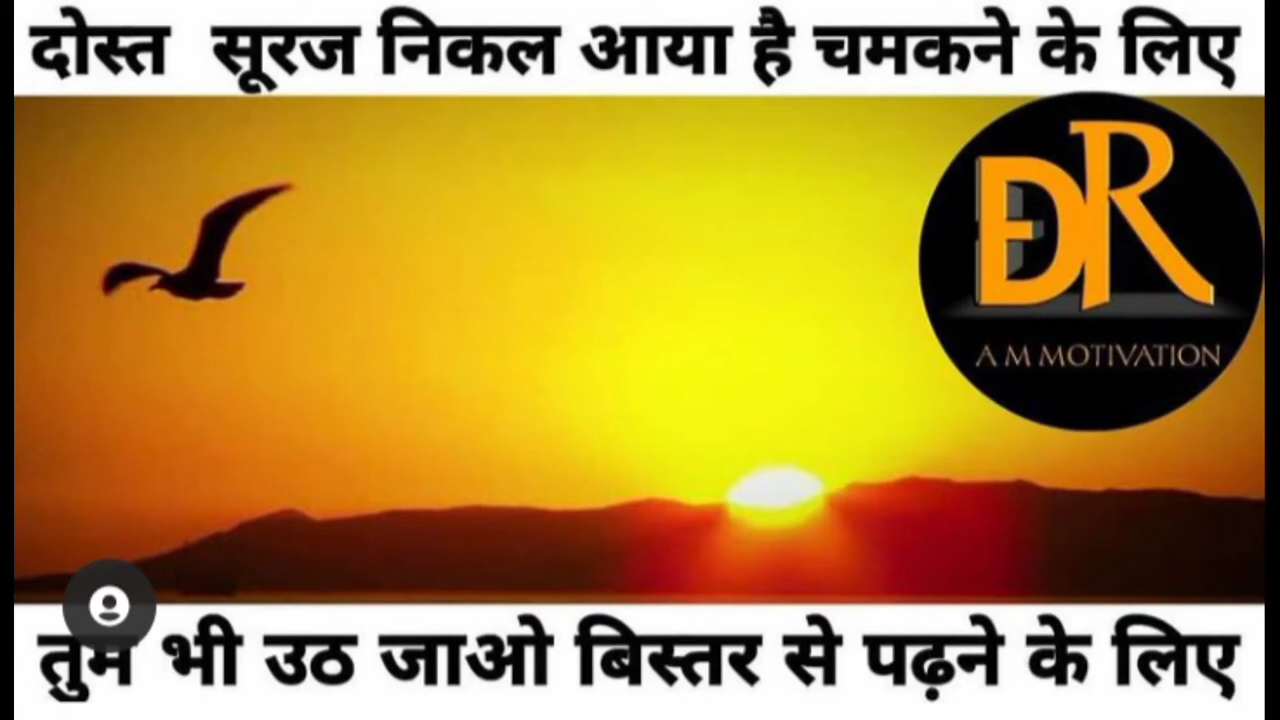 दोस्त सूरज निकल आया है चमकने के लिए
DR
A M MOTIVATION
तुम भी उठ जाओ बिस्तर से पढ़ने के लिए